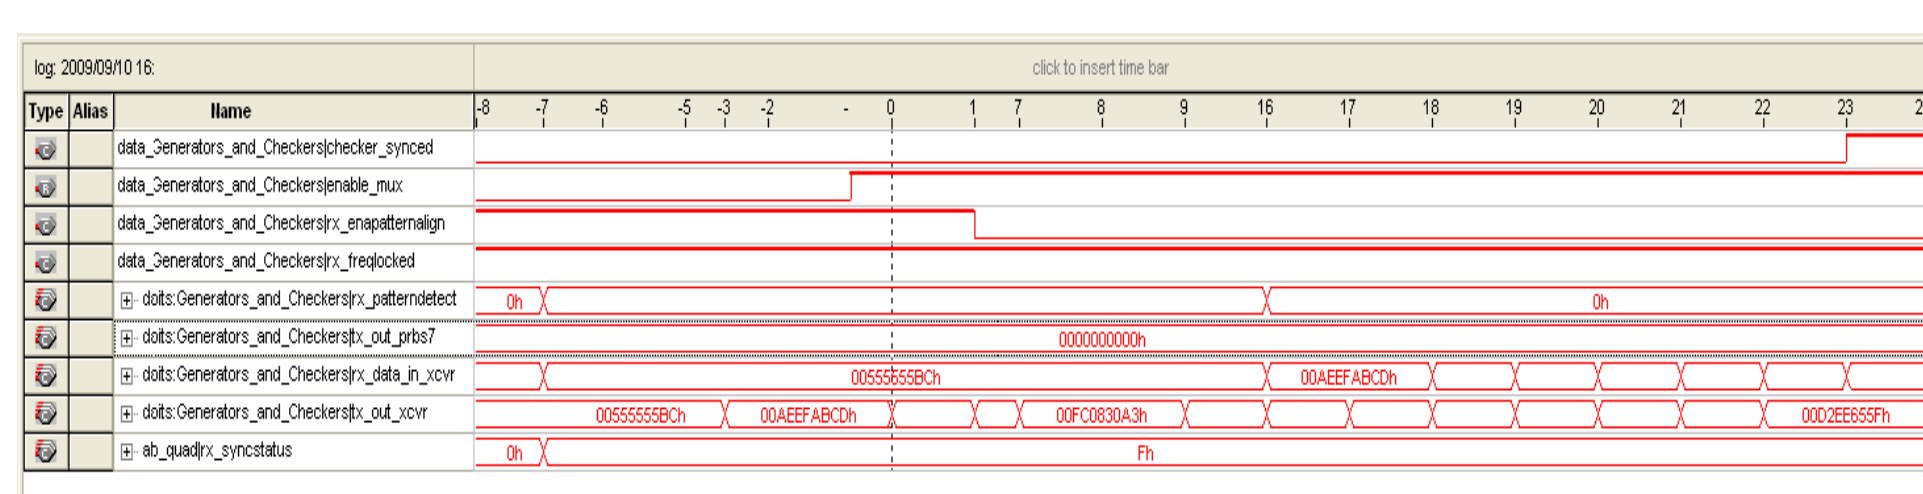 log: 2009/09/10 16: click to insert time bar
Type Alias Name -8 -7 -6 -5 -3 -2 - 0 1 7 8 9 16 17 18 19 20 21 22 23 2
data_Generators_and_Checkers|checker_synced
data_Generators_and_Checkers|enable_mux
data_Generators_and_Checkers|rx_enapatternalign
data_Generators_and_Checkers|rx_freqlocked
doits:Generators_and_Checkers|rx_patterndetect 0h 0h
doits:Generators_and_Checkers|tx_out_prbs7 0000000000h
doits:Generators_and_Checkers|rx_data_in_xcvr 00555555BCh 00AEEFABCDh
doits:Generators_and_Checkers|tx_out_xcvr 00555555BCh 00AEEFABCDh 00FC0830A3h 00D2EE655Fh
ab_quad|rx_syncstatus 0h Fh